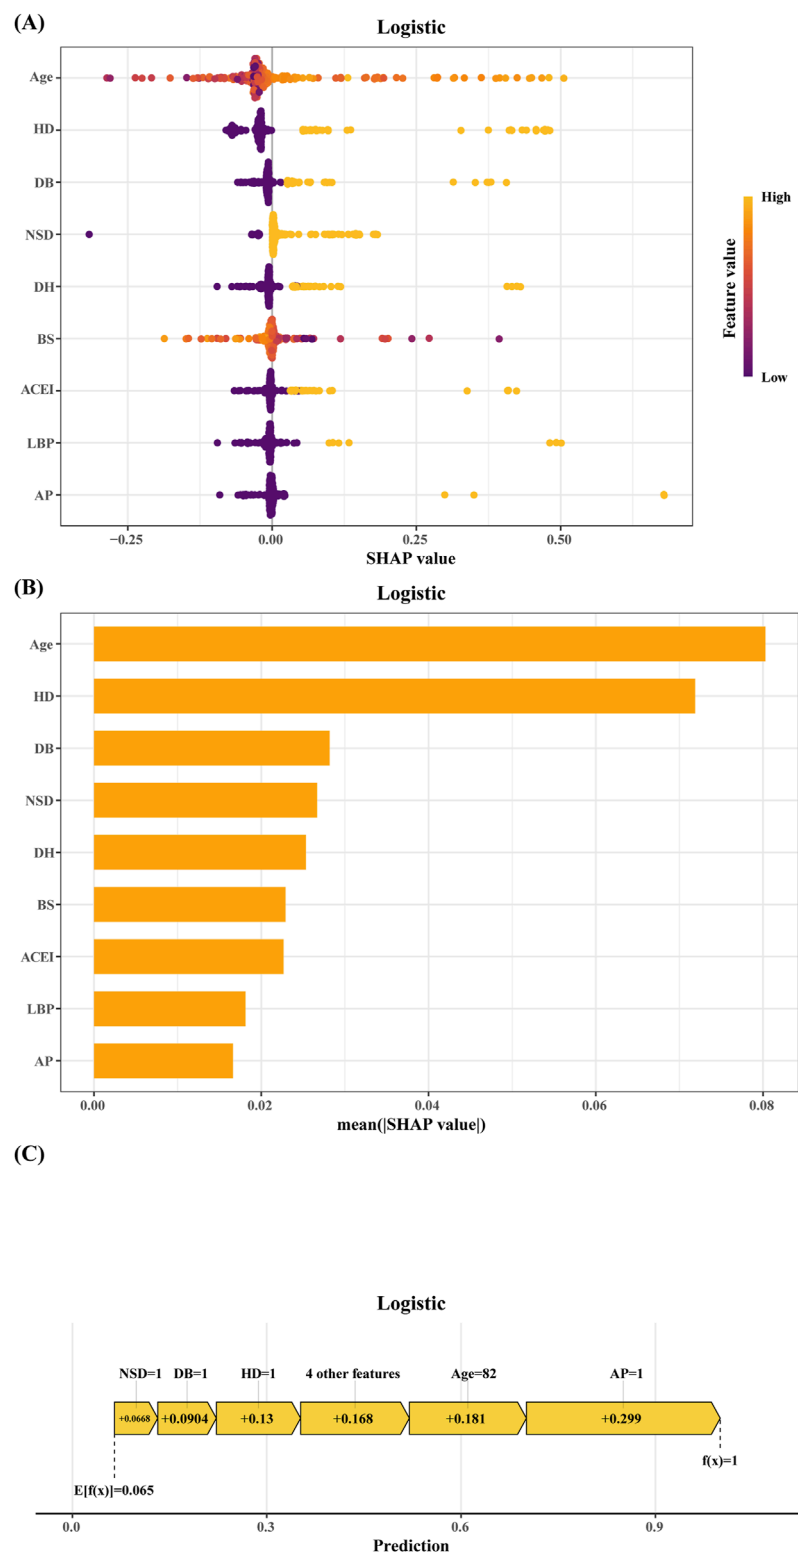 (A)
Logistic
Age
HD
DB
NSD
DH
BS
ACEI
LBP
AP
−0.25 0.00 0.25 0.50
SHAP value
High
Feature value
Low
(B)
Logistic
Age
HD
DB
NSD
DH
BS
ACEI
LBP
AP
0.00 0.02 0.04 0.06 0.08
mean(|SHAP value|)
(C)
Logistic
NSD=1 DB=1 HD=1 4 other features Age=82 AP=1
+0.0668 +0.0904 +0.13 +0.168 +0.181 +0.299
f(x)=1
E[f(x)]=0.065
0.0 0.3 0.6 0.9
Prediction